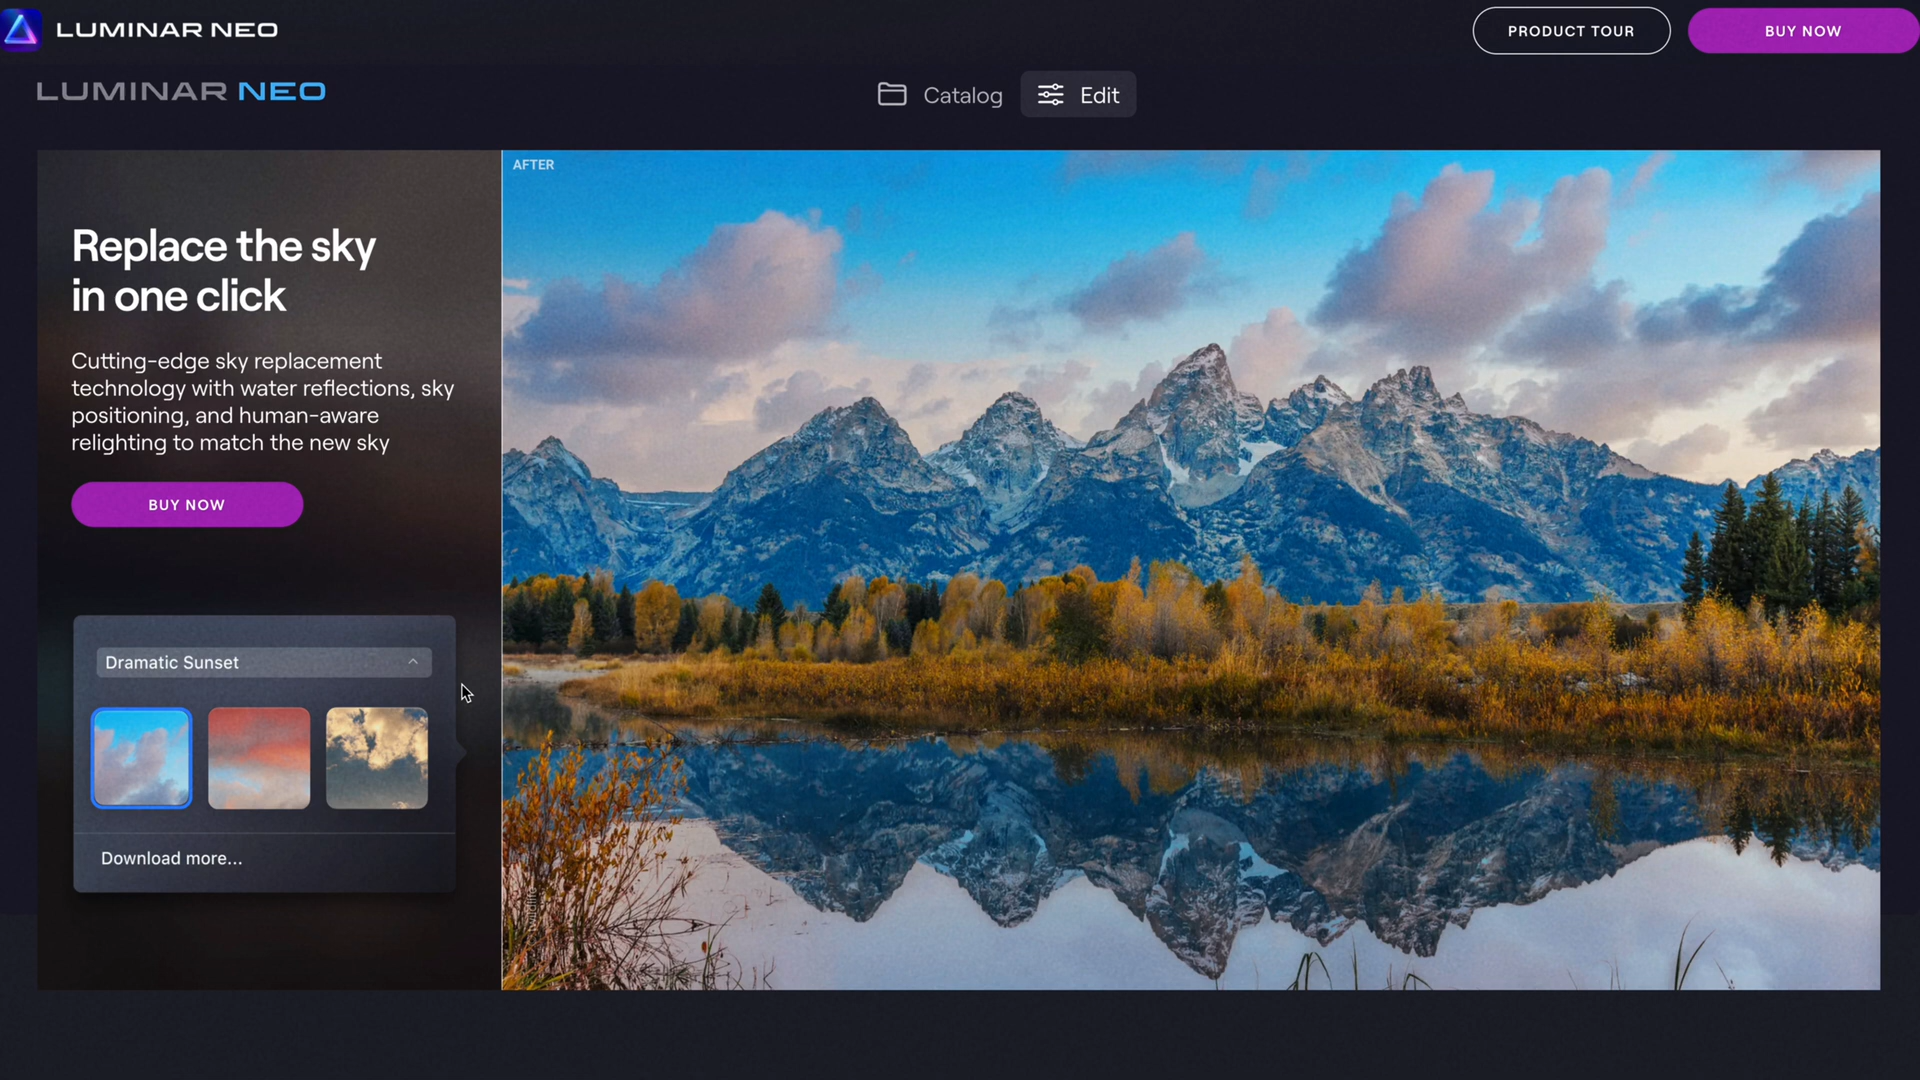 LUMINAR NEO
PRODUCT TOUR
BUY NOW
LUMINAR NEO
Catalog
Edit
AFTER
Replace the sky
in one click
Cutting-edge sky replacement
technology with water reflections, sky
positioning, and human-aware
relighting to match the new sky
BUY NOW
Dramatic Sunset
Download more...